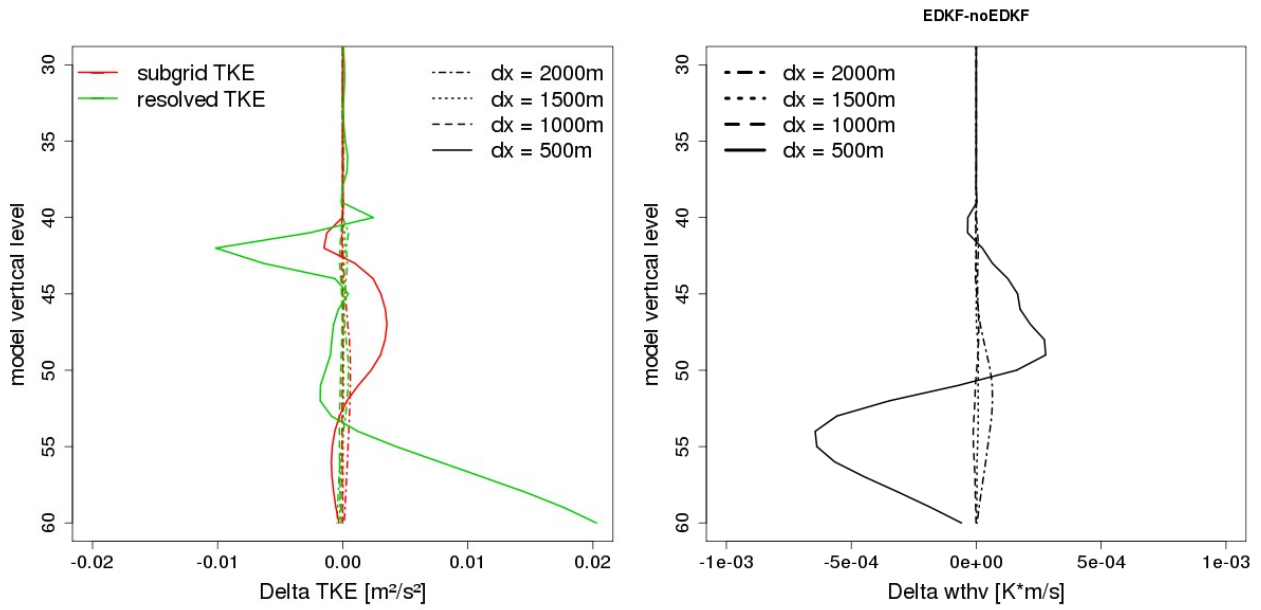 EDKF-noEDKF
subgrid TKE
resolved TKE
dx = 2000m
dx = 1500m
dx = 1000m
dx = 500m
30
35
40
45
50
55
60
model vertical level
-0.02 -0.01 0.00 0.01 0.02
Delta TKE [m²/s²]
dx = 2000m
dx = 1500m
dx = 1000m
dx = 500m
30
35
40
45
50
55
60
model vertical level
-1e-03 -5e-04 0e+00 5e-04 1e-03
Delta wthv [K*m/s]